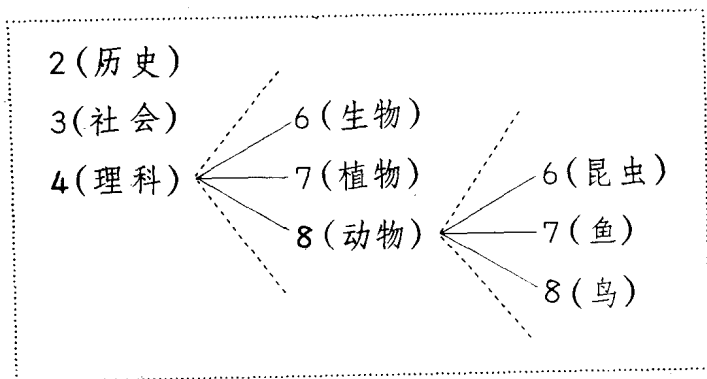 2(历史)
3(社会)
4(理科)
6(生物)
7(植物)
8(动物)
6(昆虫)
7(鱼)
8(鸟)